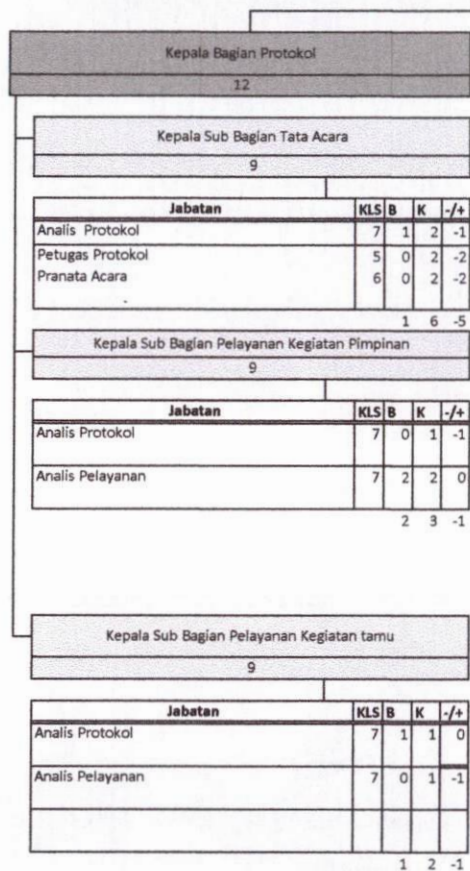 Kepala Bagian Protokol
12
Kepala Sub Bagian Tata Acara
9
Jabatan KLS B K -/+
Analis Protokol 7 1 2 -1
Petugas Protokol 5 0 2 -2
Pranata Acara 6 0 2 -2
1 6 -5
Kepala Sub Bagian Pelayanan Kegiatan Pimpinan
9
Jabatan KLS B K -/+
Analis Protokol 7 0 1 -1
Analis Pelayanan 7 2 2 0
2 3 -1
Kepala Sub Bagian Pelayanan Kegiatan tamu
9
Jabatan KLS B K -/+
Analis Protokol 7 1 1 0
Analis Pelayanan 7 0 1 -1
1 2 -1